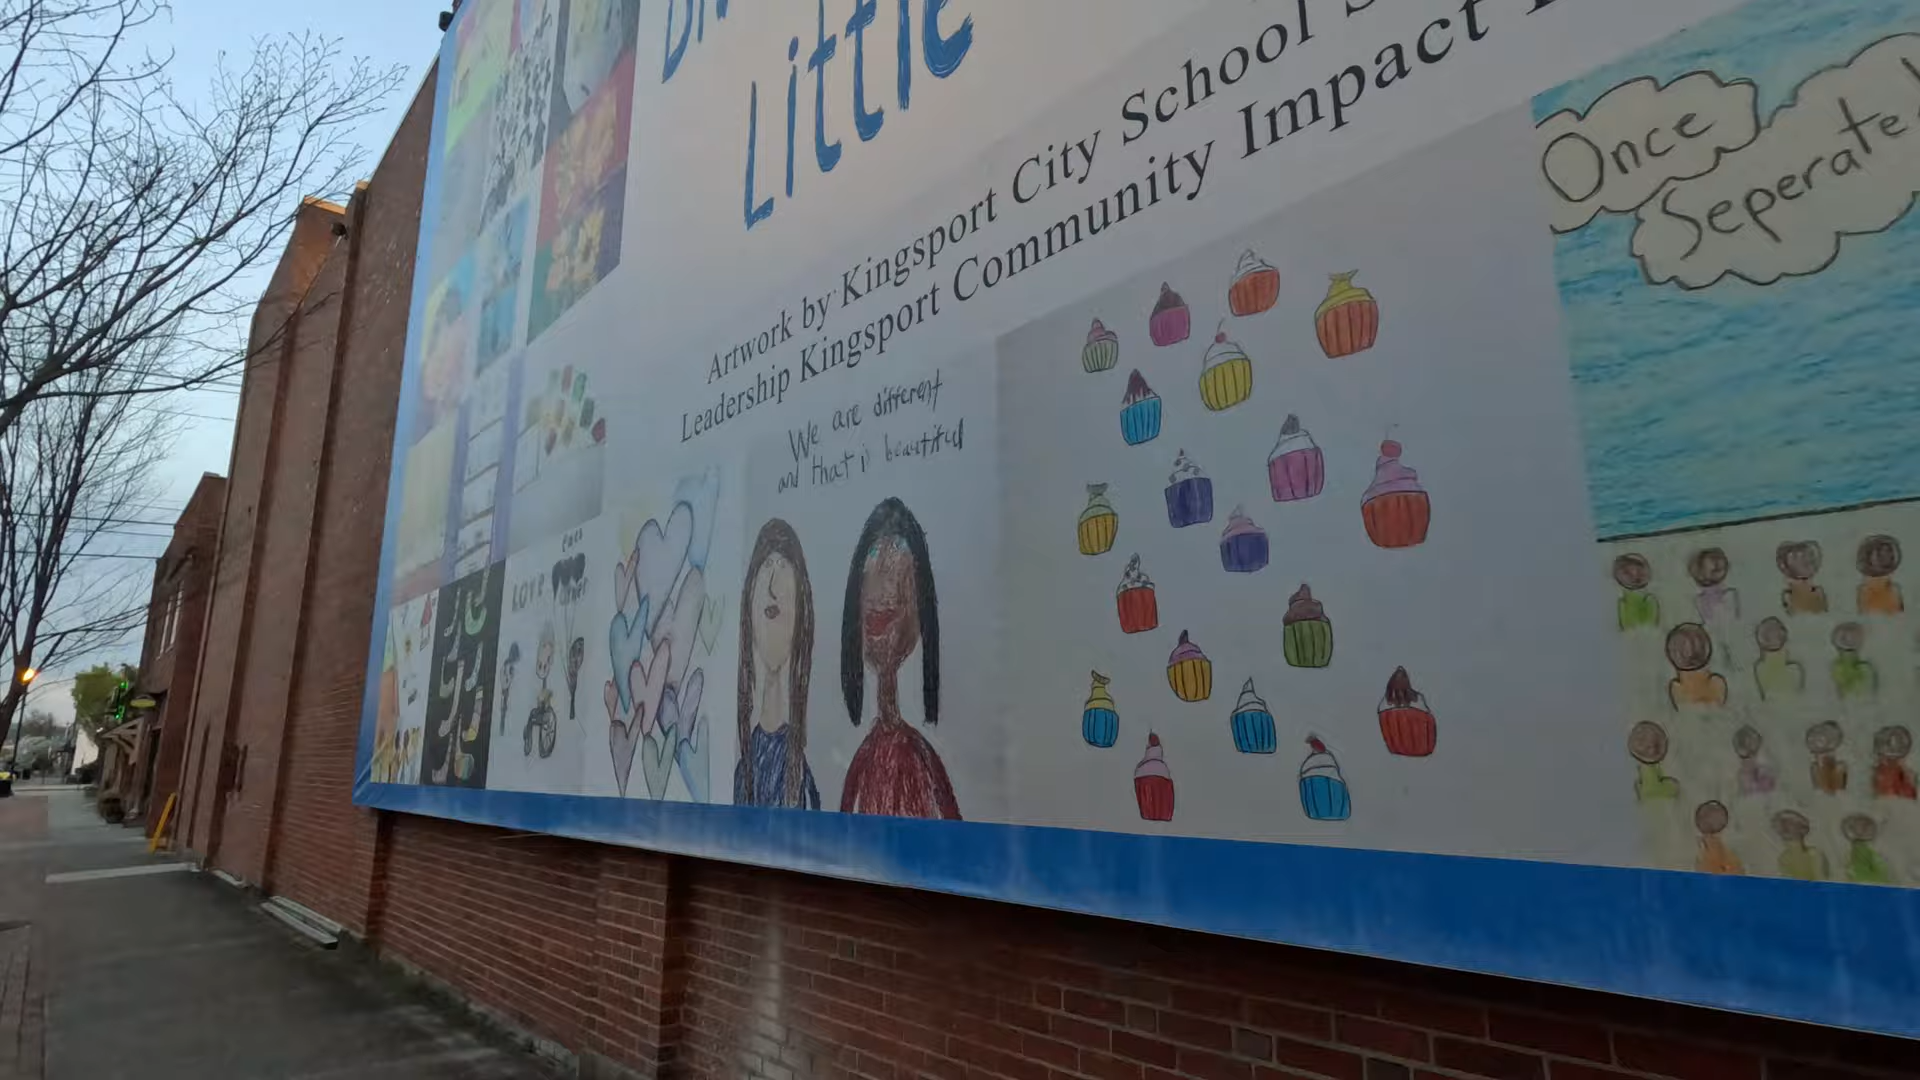 Little
Artwork by Kingsport City School
Leadership Kingsport Community Impact
We are different
and that is beautiful
Once
Seperate
LOVE